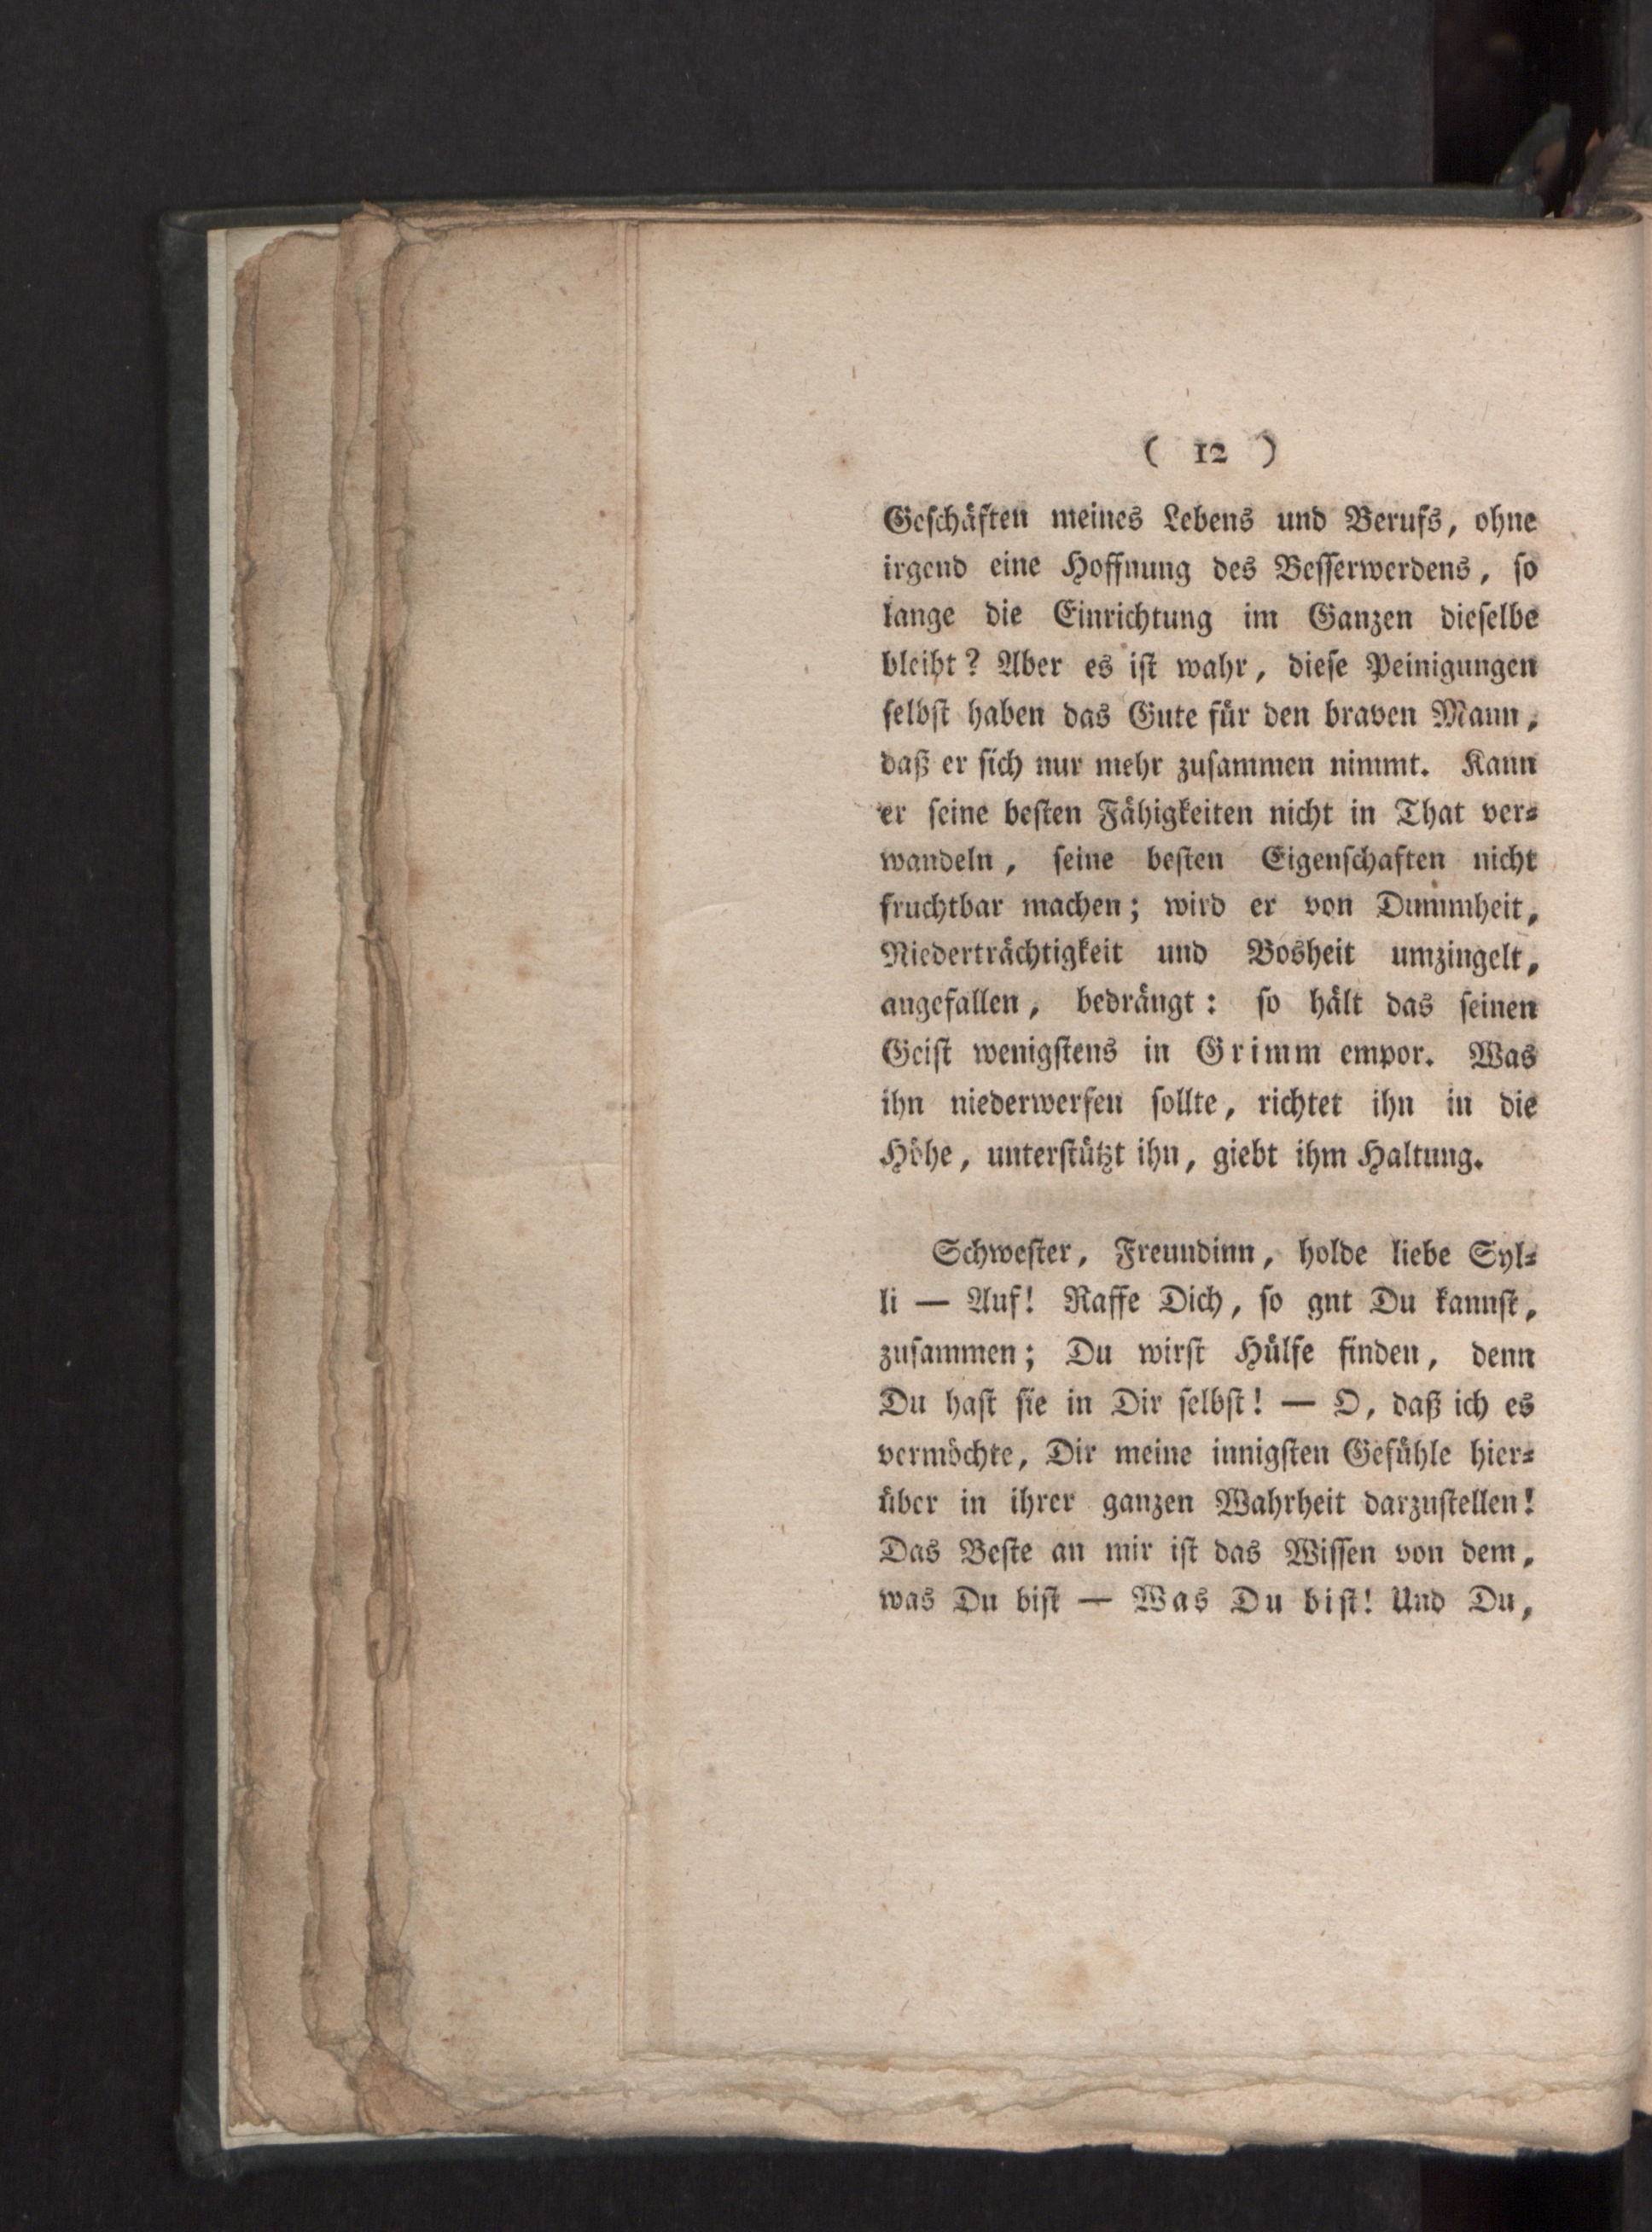 ( 12 )
Geschäften meines Lebens und Berufs, ohne
irgend eine Hoffnung des Besserwerdens, so
lange die Einrichtung im Ganzen dieselbe
bleibt? Aber es ist wahr, diese Peinigungen
selbst haben das Gute für den braven Mann,
daß er sich nur mehr zusammen nimmt. Kann
er seine besten Fähigkeiten nicht in That ver-
wandeln, seine besten Eigenschaften nicht
fruchtbar machen; wird er von Dummheit,
Niederträchtigkeit und Bosheit umzingelt,
angefallen, bedrängt: so hält das seinen
Geist wenigstens in Grimm empor. Was
ihn niederwerfen sollte, richtet ihn in die
Höhe, unterstützt ihn, giebt ihm Haltung.
Schwester, Freundinn, holde liebe Syl-
li — Auf! Raffe Dich, so gnt Du kannst,
zusammen; Du wirst Hülfe finden, denn
Du hast sie in Dir selbst! — O, daß ich es
vermöchte, Dir meine innigsten Gefühle hier-
über in ihrer ganzen Wahrheit darzustellen!
Das Beste an mir ist das Wissen von dem,
was Du bist — Was Du bist! Und Du,